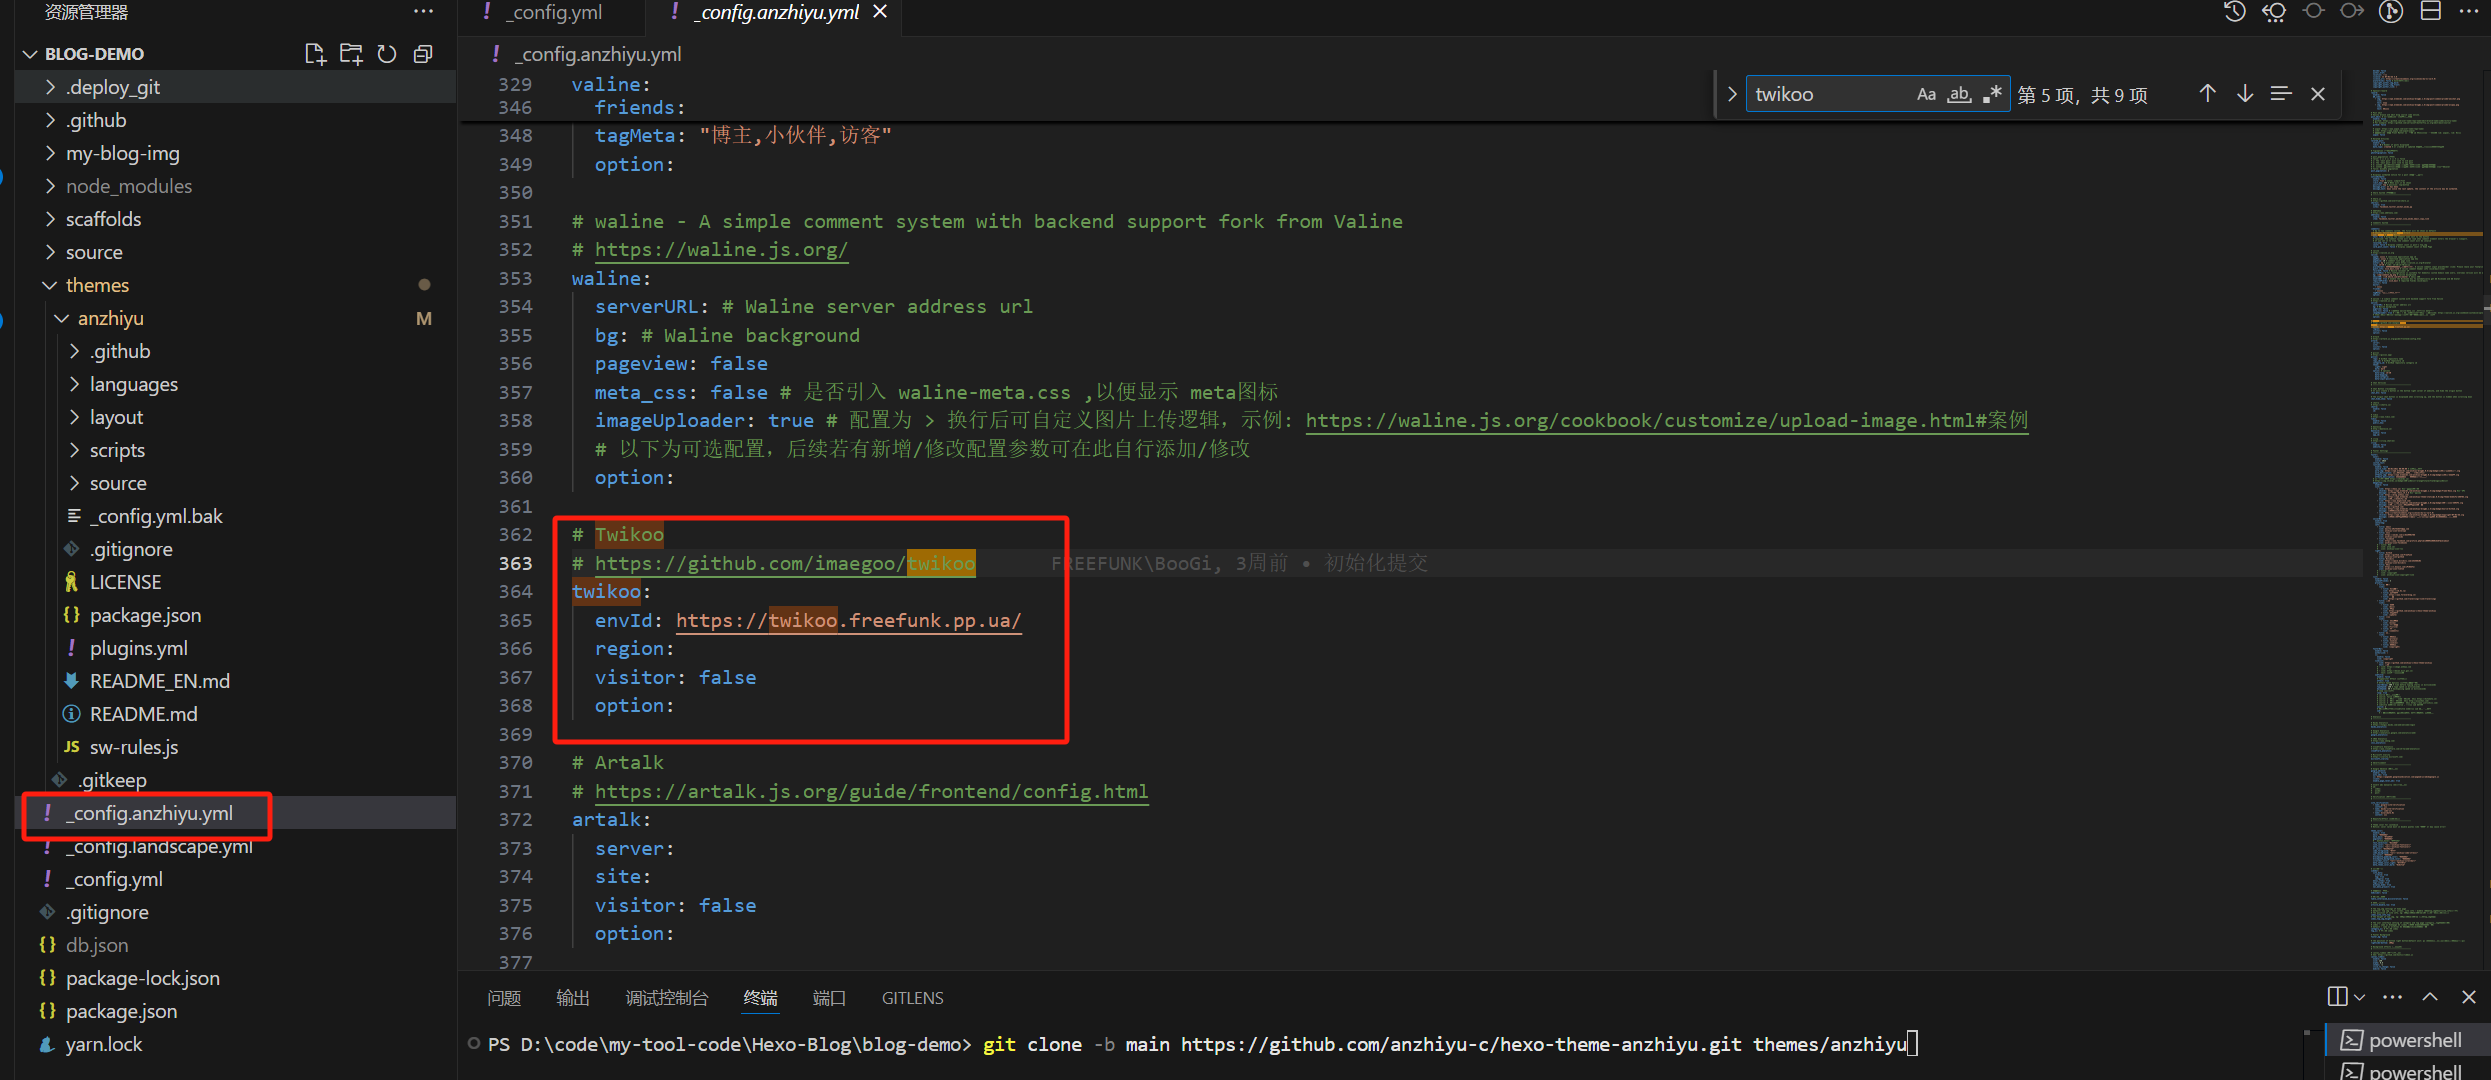 资源管理器
BLOG-DEMO
.deploy_git
.github
my-blog-img
node_modules
scaffolds
source
themes
anzhiyu M
.github
languages
layout
scripts
source
_config.yml.bak
.gitignore
LICENSE
package.json
plugins.yml
README_EN.md
README.md
sw-rules.js
.gitkeep
_config.anzhiyu.yml
_config.landscape.yml
_config.yml
.gitignore
db.json
package-lock.json
package.json
yarn.lock
_config.yml
_config.anzhiyu.yml
_config.anzhiyu.yml
twikoo
第 5 项，共 9 项
329 valine:
346 friends:
348 tagMeta: "博主,小伙伴,访客"
349 option:
350
351 # waline - A simple comment system with backend support fork from Valine
352 # https://waline.js.org/
353 waline:
354 serverURL: # Waline server address url
355 bg: # Waline background
356 pageview: false
357 meta_css: false # 是否引入 waline-meta.css ,以便显示 meta图标
358 imageUploader: true # 配置为 > 换行后可自定义图片上传逻辑，示例: https://waline.js.org/cookbook/customize/upload-image.html#案例
359 # 以下为可选配置，后续若有新增/修改配置参数可在此自行添加/修改
360 option:
361
362 # Twikoo
363 # https://github.com/imaegoo/twikoo FREEFUNK\BooGi, 3周前 • 初始化提交
364 twikoo:
365 envId: https://twikoo.freefunk.pp.ua/
366 region:
367 visitor: false
368 option:
369
370 # Artalk
371 # https://artalk.js.org/guide/frontend/config.html
372 artalk:
373 server:
374 site:
375 visitor: false
376 option:
377
问题 输出 调试控制台 终端 端口 GITLENS
PS D:\code\my-tool-code\Hexo-Blog\blog-demo> git clone -b main https://github.com/anzhiyu-c/hexo-theme-anzhiyu.git themes/anzhiyu
powershell
powershell